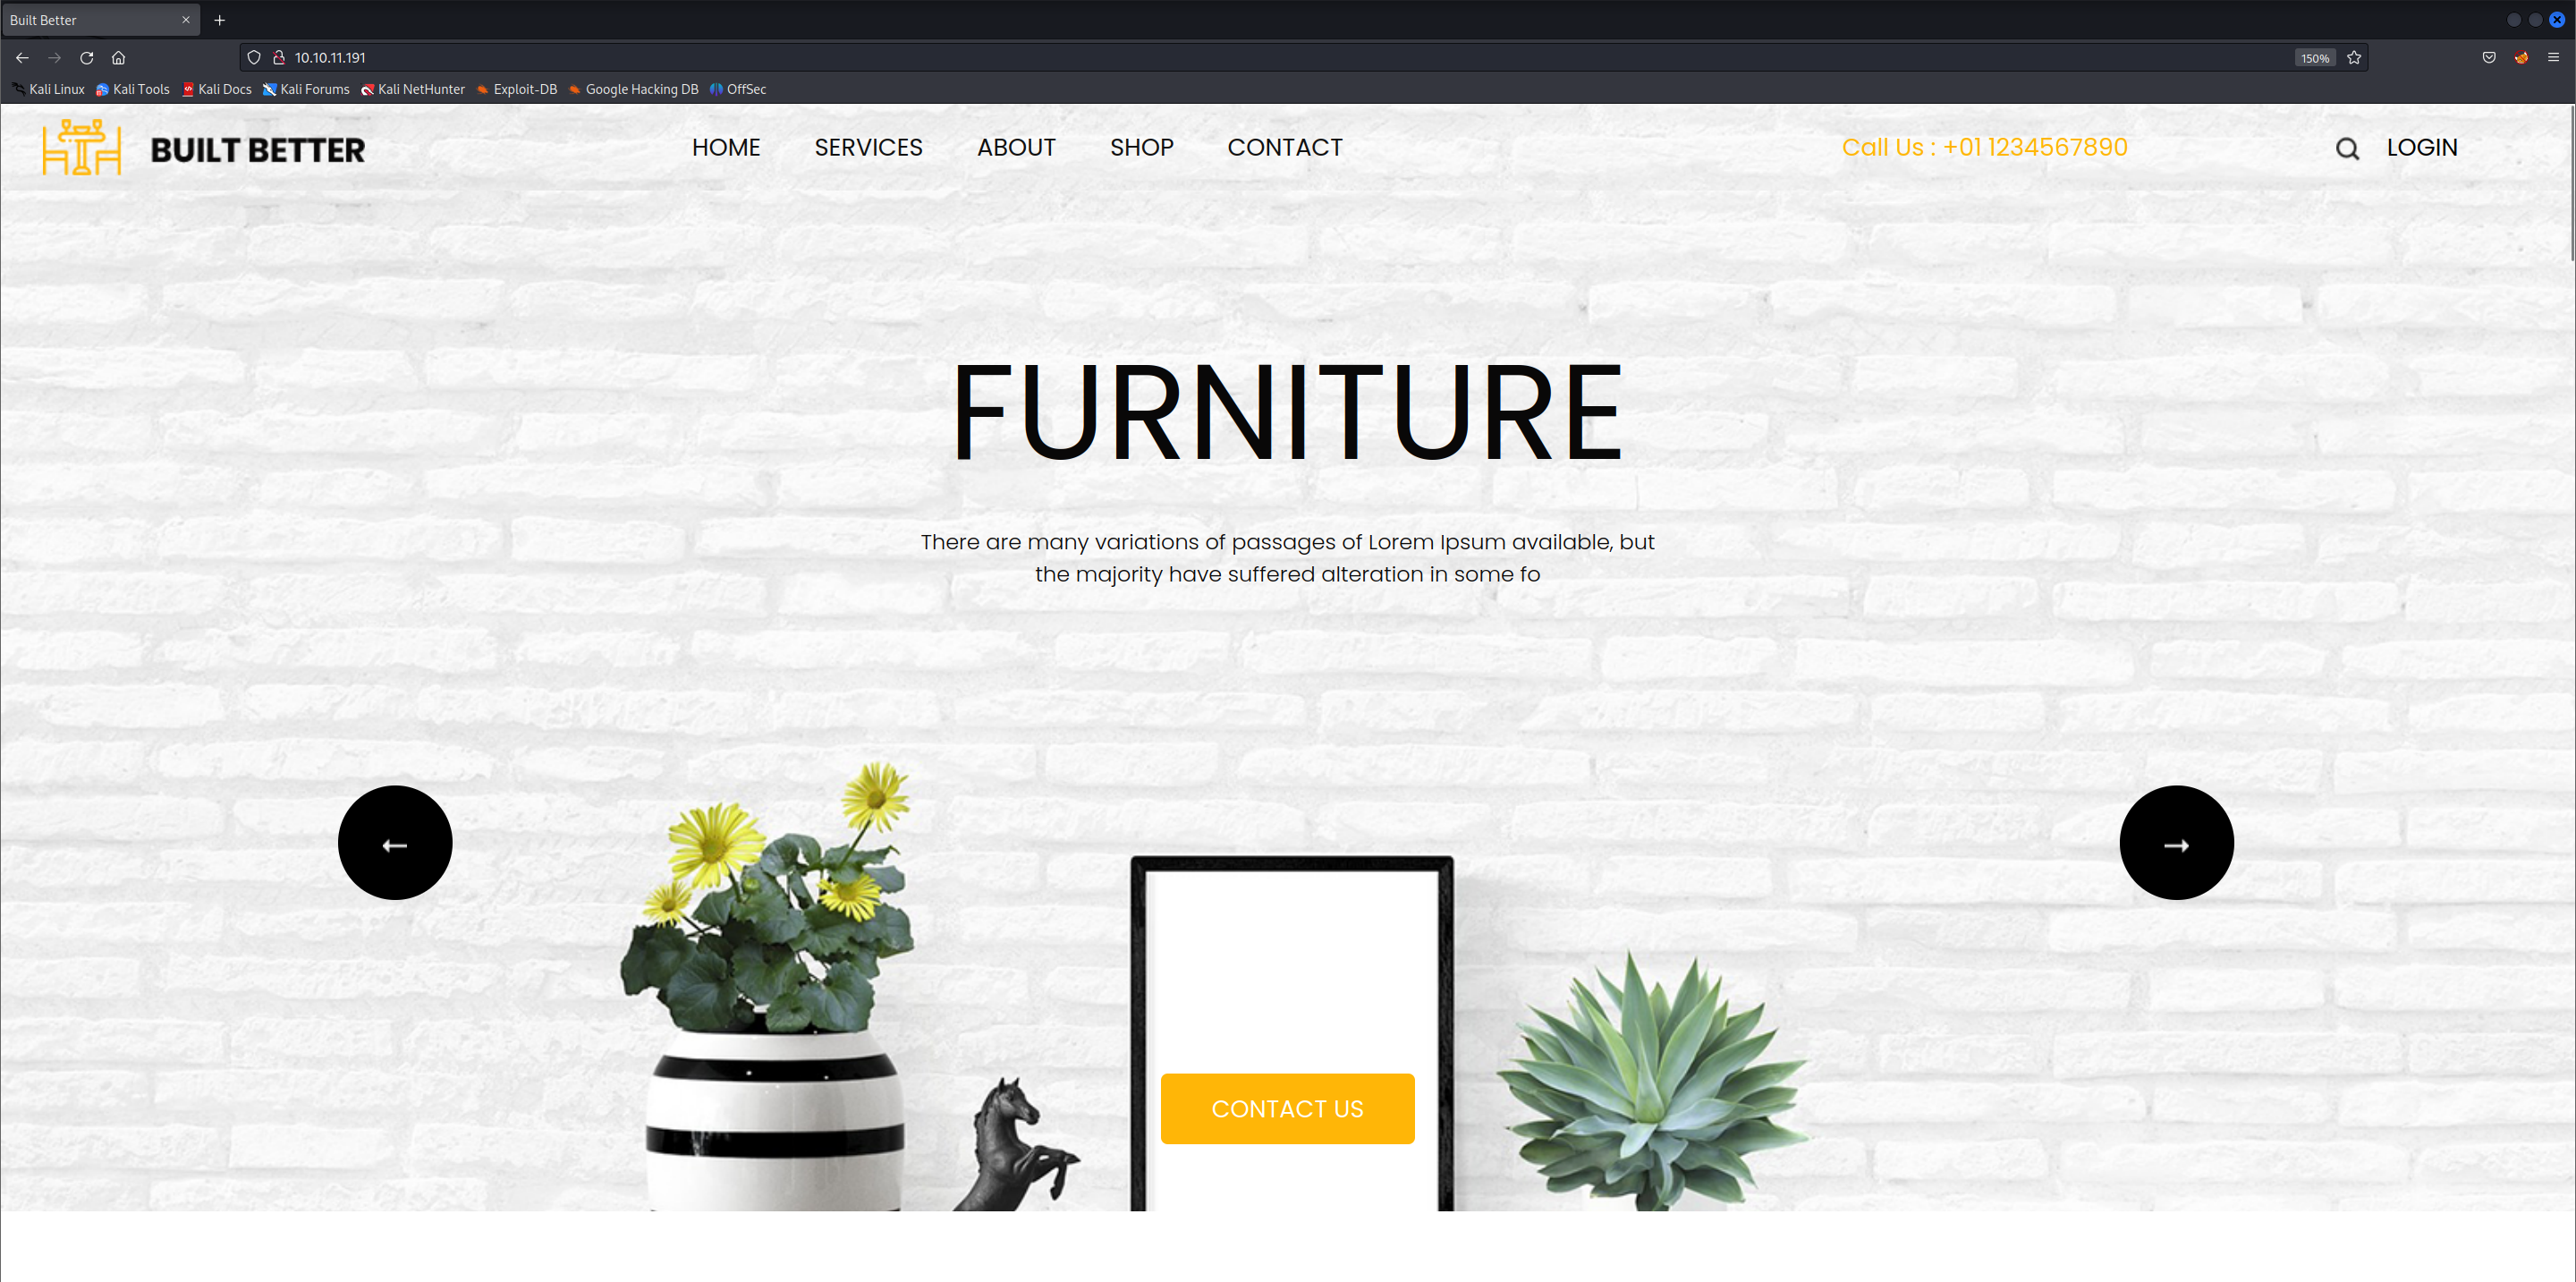 Built Better
10.10.11.191
150%
Kali Linux Kali Tools Kali Docs Kali Forums Kali NetHunter Exploit-DB Google Hacking DB OffSec
BUILT BETTER HOME SERVICES ABOUT SHOP CONTACT Call Us : +01 1234567890 LOGIN
FURNITURE
There are many variations of passages of Lorem Ipsum available, but
the majority have suffered alteration in some fo
CONTACT US